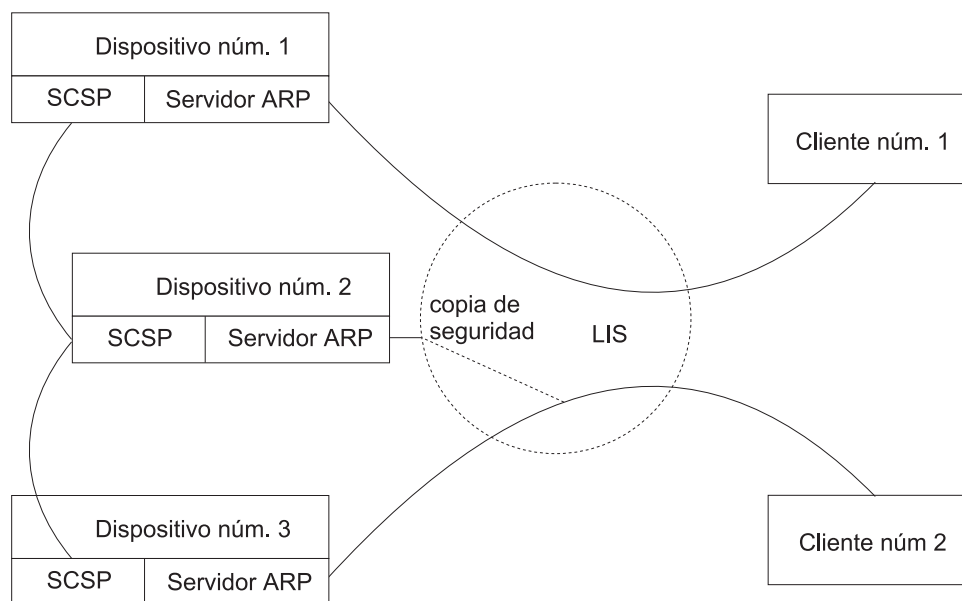 Dispositivo núm. 1
SCSP
Servidor ARP
Cliente núm. 1
Dispositivo núm. 2
SCSP
Servidor ARP
copia de
seguridad
LIS
Dispositivo núm. 3
SCSP
Servidor ARP
Cliente núm 2